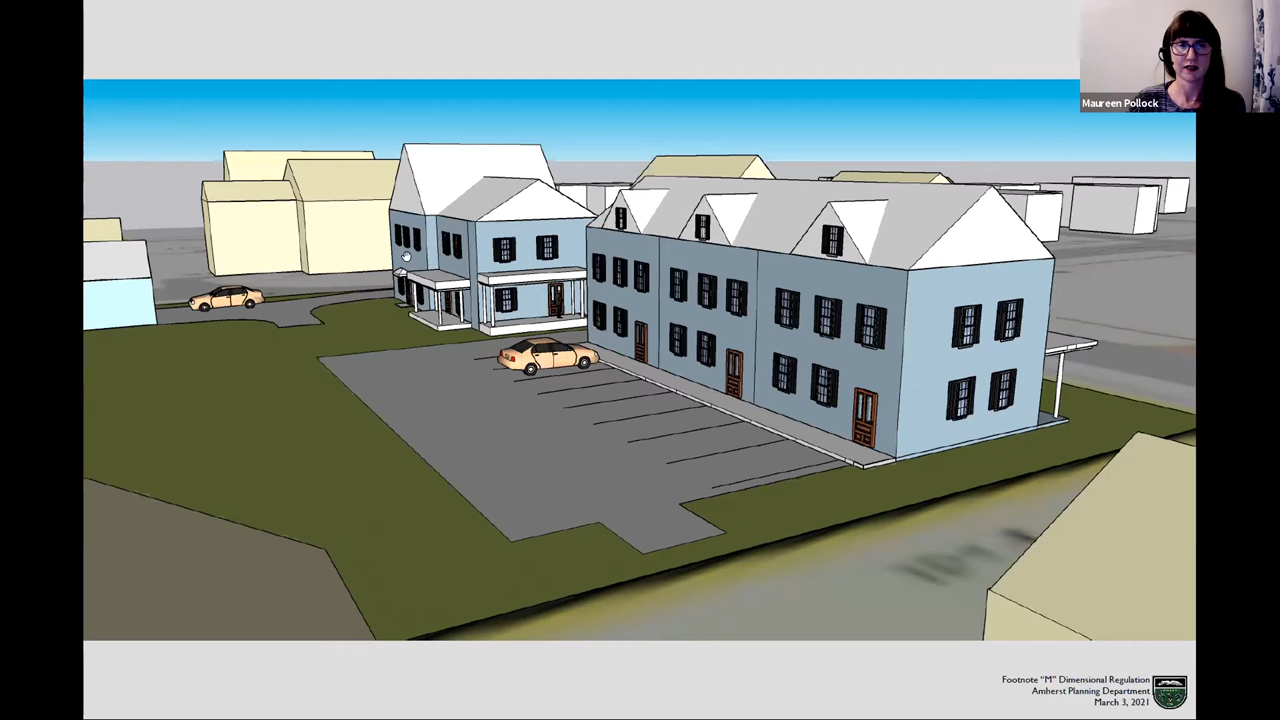 Maureen Pollock
Footnote "M" Dimensional Regulation
Amherst Planning Department
March 3, 2021